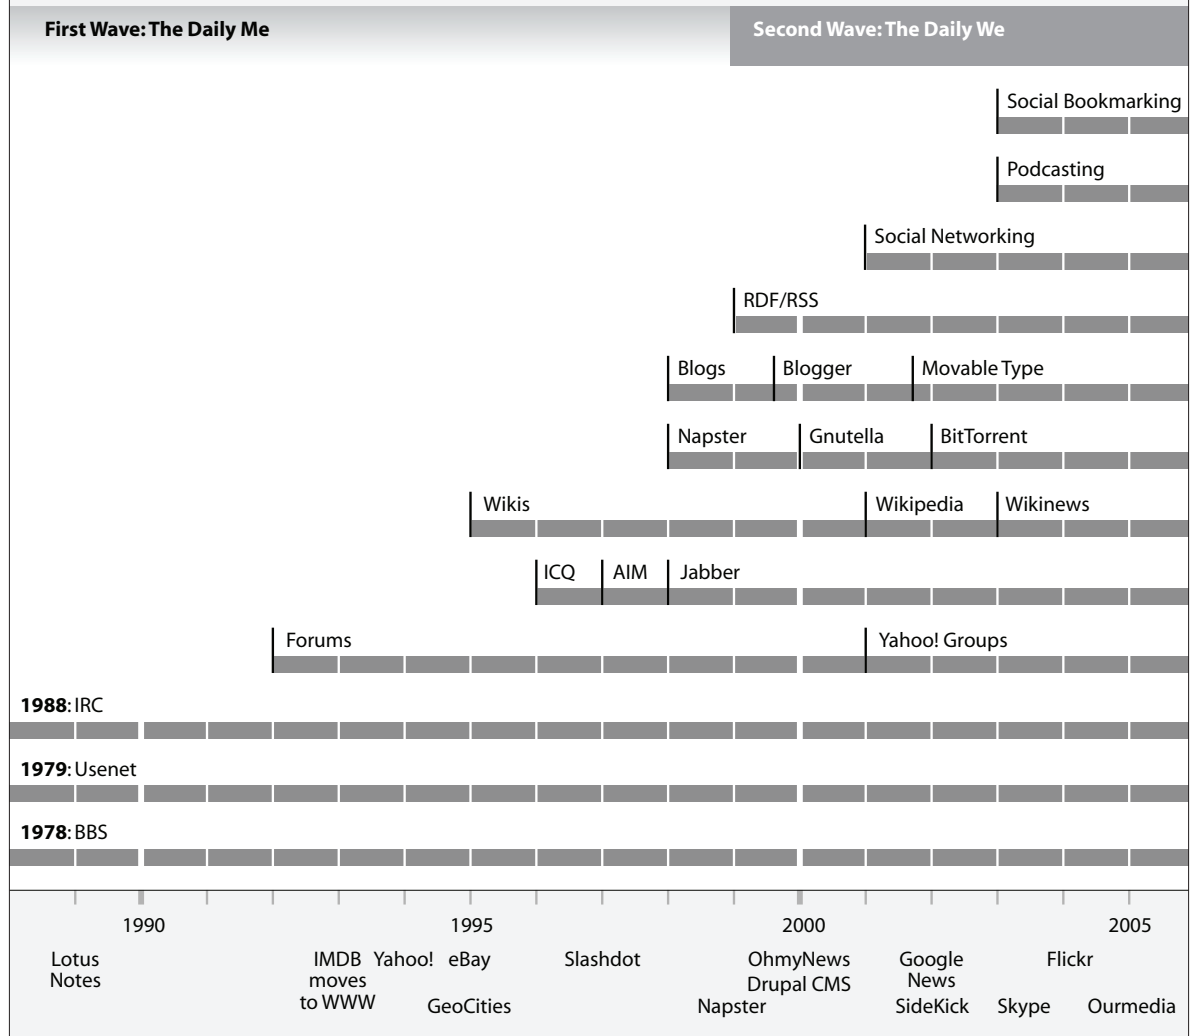 First Wave: The Daily Me
Second Wave: The Daily We
Social Bookmarking
Podcasting
Social Networking
RDF/RSS
Blogs Blogger Movable Type
Napster Gnutella BitTorrent
Wikis Wikipedia Wikinews
ICQ AIM Jabber
Forums Yahoo! Groups
1988: IRC
1979: Usenet
1978: BBS
1990 1995 2000 2005
Lotus
Notes
IMDB
moves
to WWW
Yahoo!
eBay
GeoCities
Slashdot
OhmyNews
Drupal CMS
Napster
Google
News
SideKick
Flickr
Skype
Ourmedia